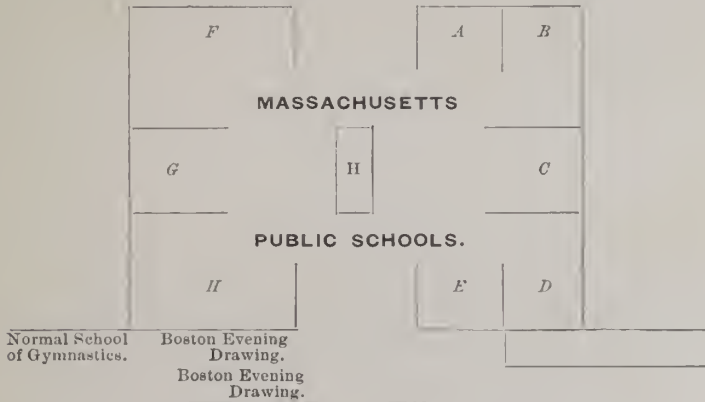 F A B
MASSACHUSETTS
G H C
PUBLIC SCHOOLS.
H E D
Normal School
of Gymnastics.
Boston Evening
Drawing.
Boston Evening
Drawing.